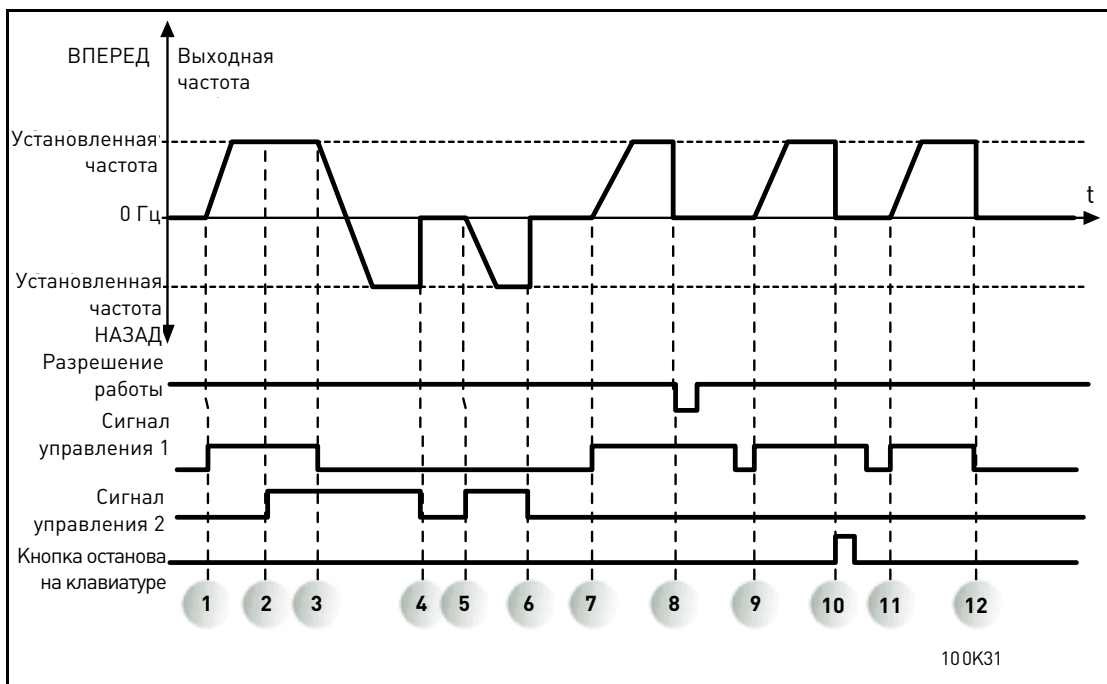 ВПЕРЕД
Выходная
частота
Установленная
частота
t
0 Гц
Установленная
частота
НАЗАД
Разрешение
работы
Сигнал
управления 1
Сигнал
управления 2
Кнопка останова
на клавиатуре
1 2 3 4 5 6 7 8 9 10 11 12
100K31